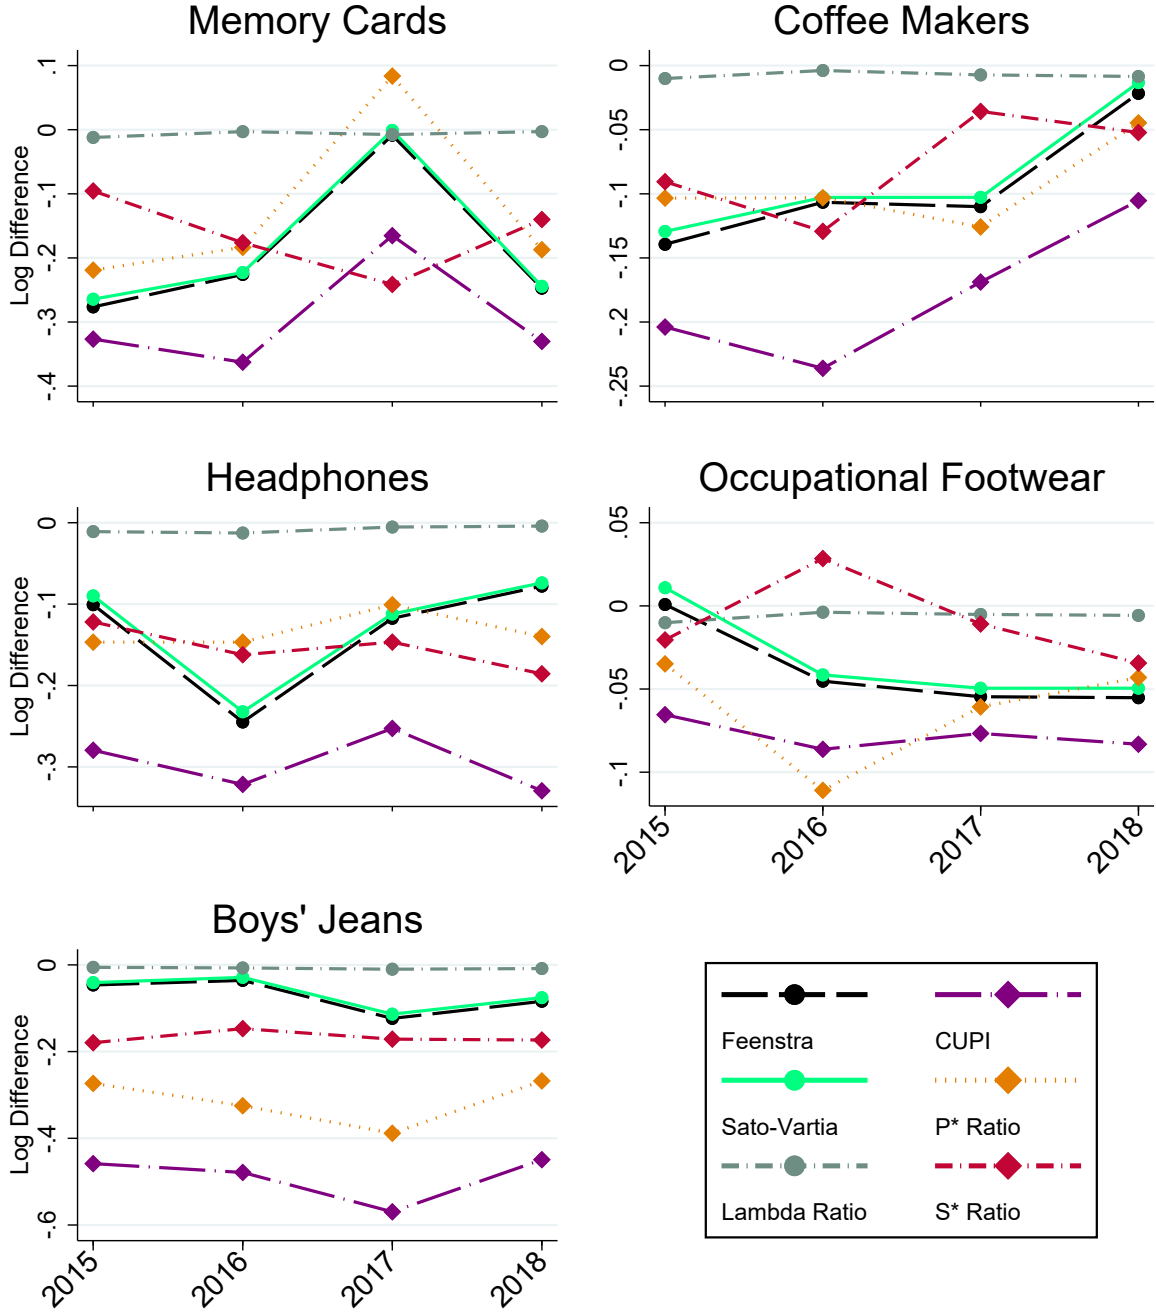 Memory Cards
Log Difference
.1
0
-.1
-.2
-.3
-.4
Coffee Makers
0
-.05
-.1
-.15
-.2
-.25
Headphones
Log Difference
0
-.1
-.2
-.3
Occupational Footwear
.05
0
-.05
-.1
2015 2016 2017 2018
Boys' Jeans
Log Difference
0
-.2
-.4
-.6
2015 2016 2017 2018
Feenstra CUPI
Sato-Vartia P* Ratio
Lambda Ratio S* Ratio